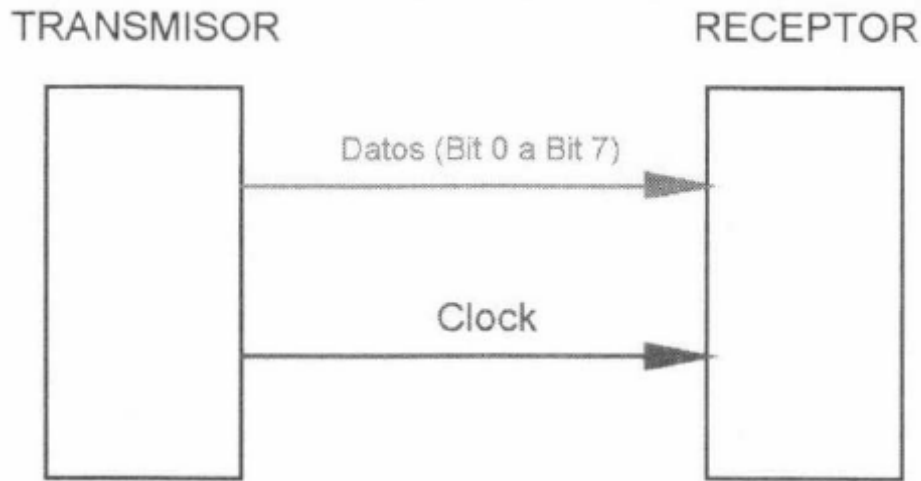 TRANSMISOR
RECEPTOR
Datos (Bit 0 a Bit 7)
Clock